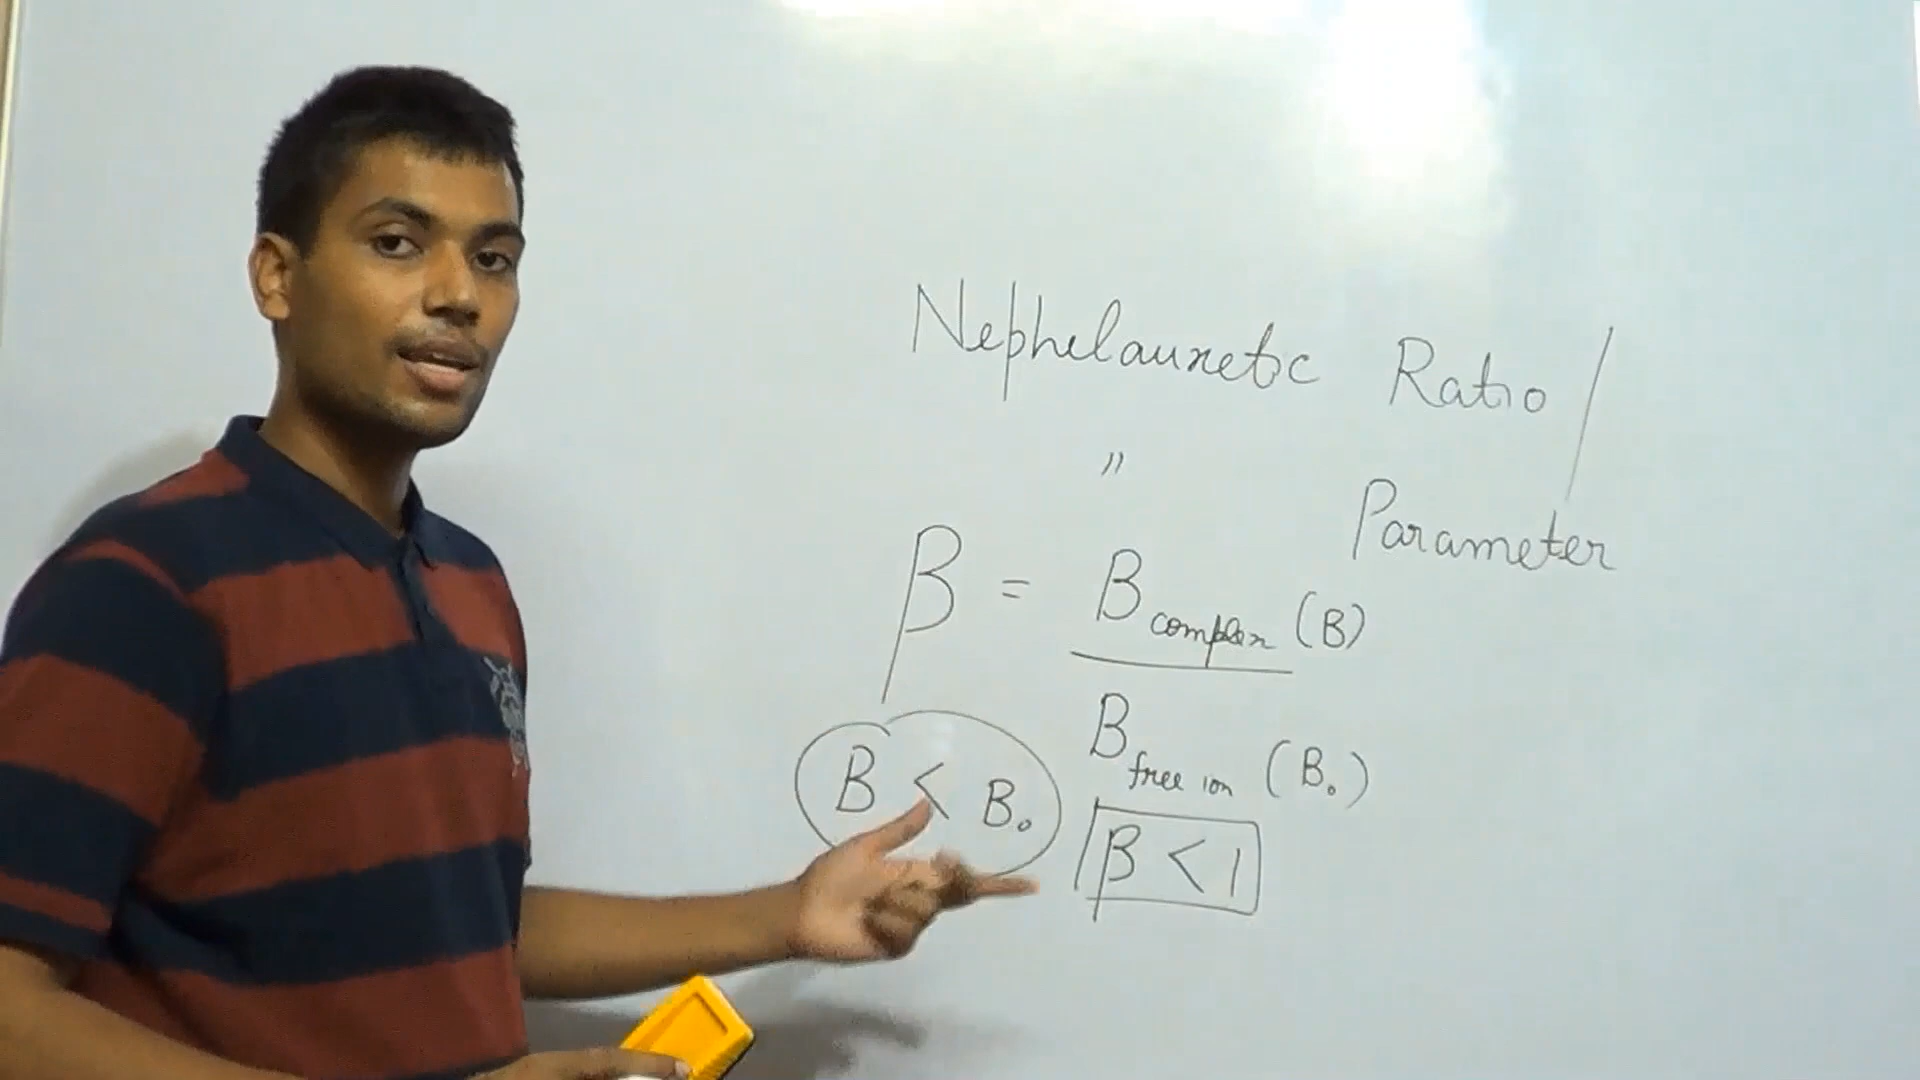 Nephelauxetic Ratio /
" Parameter
β = B complex (B)
B free ion (B₀)
B < B₀
β < 1